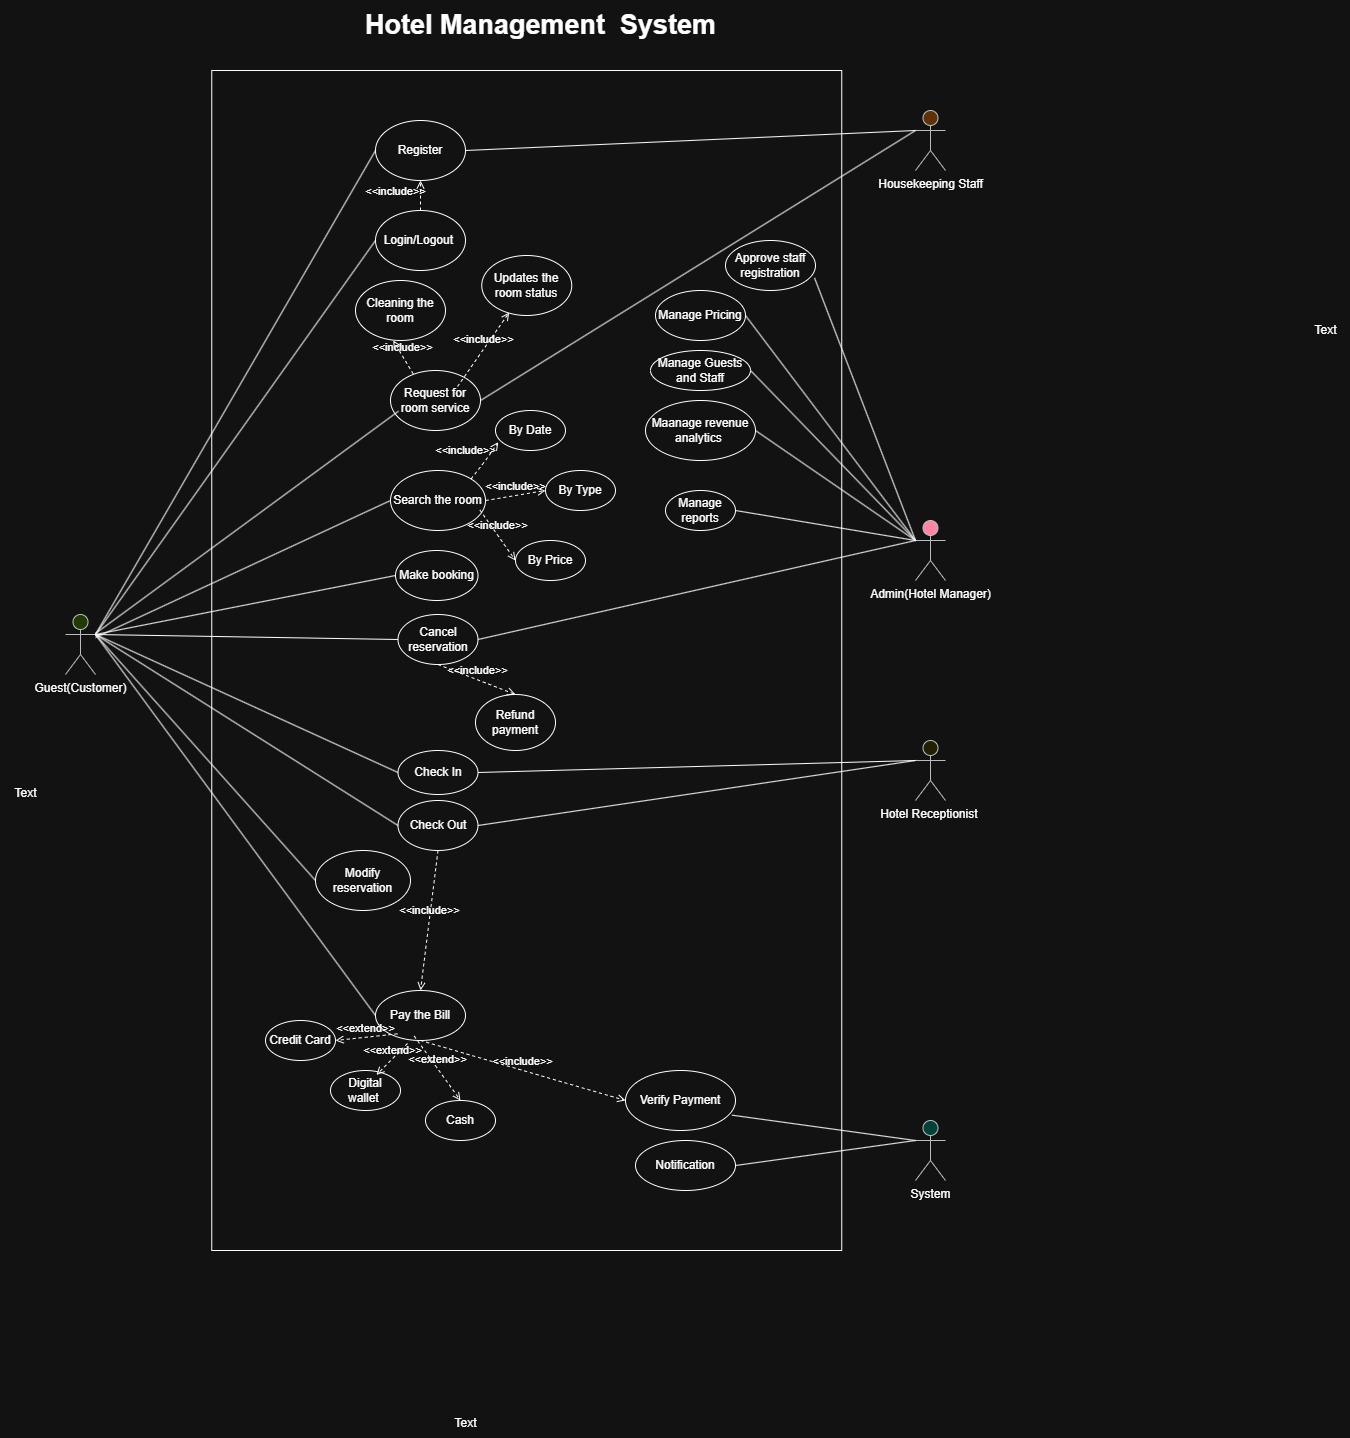 Hotel Management  System
Register
Housekeeping Staff
<<include>>
Login/Logout
Approve staff
registration
Updates the
room status
Cleaning the
room
Manage Pricing
Text
<<include>>
<<include>>
Manage Guests
and Staff
Request for
room service
Maanage revenue
analytics
By Date
<<include>>
<<include>>
By Type
Search the room
Manage
reports
<<include>>
By Price
Make booking
Admin(Hotel Manager)
Cancel
reservation
<<include>>
Guest(Customer)
Refund
payment
Check In
Text
Hotel Receptionist
Check Out
Modify
reservation
<<include>>
Pay the Bill
<<extend>>
Credit Card
<<extend>>
<<extend>>
<<include>>
Digital
wallet
Verify Payment
Cash
Notification
System
Text